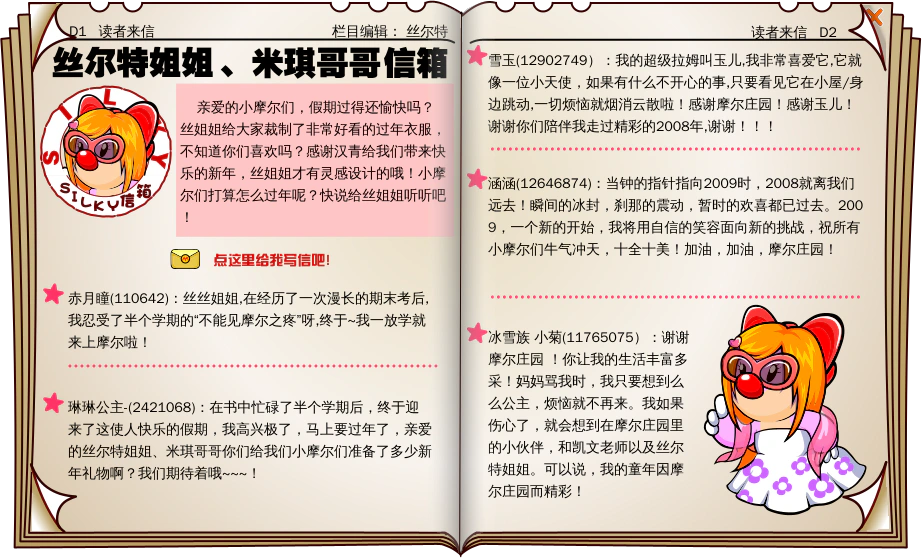 D1 读者来信
栏目编辑： 丝尔特
丝尔特姐姐、米琪哥哥信箱
SILKY
SILKY信箱
亲爱的小摩尔们，假期过得还愉快吗？
丝姐姐给大家裁制了非常好看的过年衣服，
不知道你们喜欢吗？感谢汉青给我们带来快
乐的新年，丝姐姐才有灵感设计的哦！小摩
尔们打算怎么过年呢？快说给丝姐姐听听吧
！
点这里给我写信吧!
赤月瞳(110642)：丝丝姐姐,在经历了一次漫长的期末考后,
我忍受了半个学期的“不能见摩尔之疼”呀,终于~我一放学就
来上摩尔啦！
琳琳公主-(2421068)：在书中忙碌了半个学期后，终于迎
来了这使人快乐的假期，我高兴极了，马上要过年了，亲爱
的丝尔特姐姐、米琪哥哥你们给我们小摩尔们准备了多少新
年礼物啊？我们期待着哦~~~！
读者来信 D2
雪玉(12902749）：我的超级拉姆叫玉儿,我非常喜爱它,它就
像一位小天使，如果有什么不开心的事,只要看见它在小屋/身
边跳动,一切烦恼就烟消云散啦！感谢摩尔庄园！感谢玉儿！
谢谢你们陪伴我走过精彩的2008年,谢谢！！！
涵涵(12646874)：当钟的指针指向2009时，2008就离我们
远去！瞬间的冰封，刹那的震动，暂时的欢喜都已过去。200
9，一个新的开始，我将用自信的笑容面向新的挑战，祝所有
小摩尔们牛气冲天，十全十美！加油，加油，摩尔庄园！
冰雪族 小菊(11765075）：谢谢
摩尔庄园 ！你让我的生活丰富多
采！妈妈骂我时，我只要想到么
么公主，烦恼就不再来。我如果
伤心了，就会想到在摩尔庄园里
的小伙伴，和凯文老师以及丝尔
特姐姐。可以说，我的童年因摩
尔庄园而精彩！